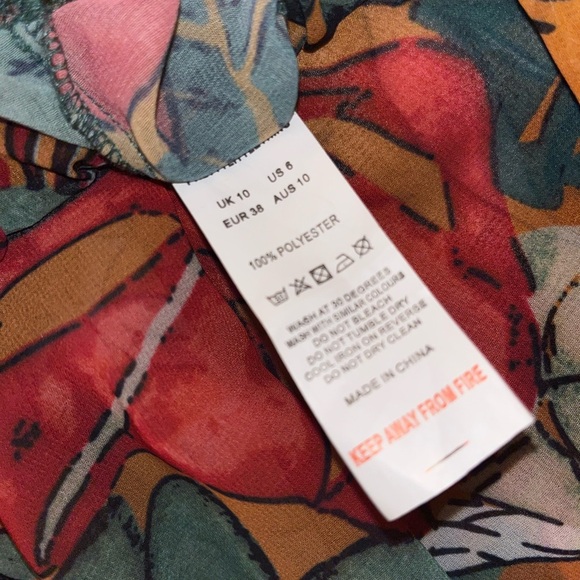 UK 10 US 6
EUR 38 AUS 10
100% POLYESTER
WASH AT 30 DEGREES
WASH WITH SIMILAR COLOURS
DO NOT BLEACH
DO NOT TUMBLE DRY
COOL IRON ON REVERSE
DO NOT DRY CLEAN
MADE IN CHINA
KEEP AWAY FROM FIRE